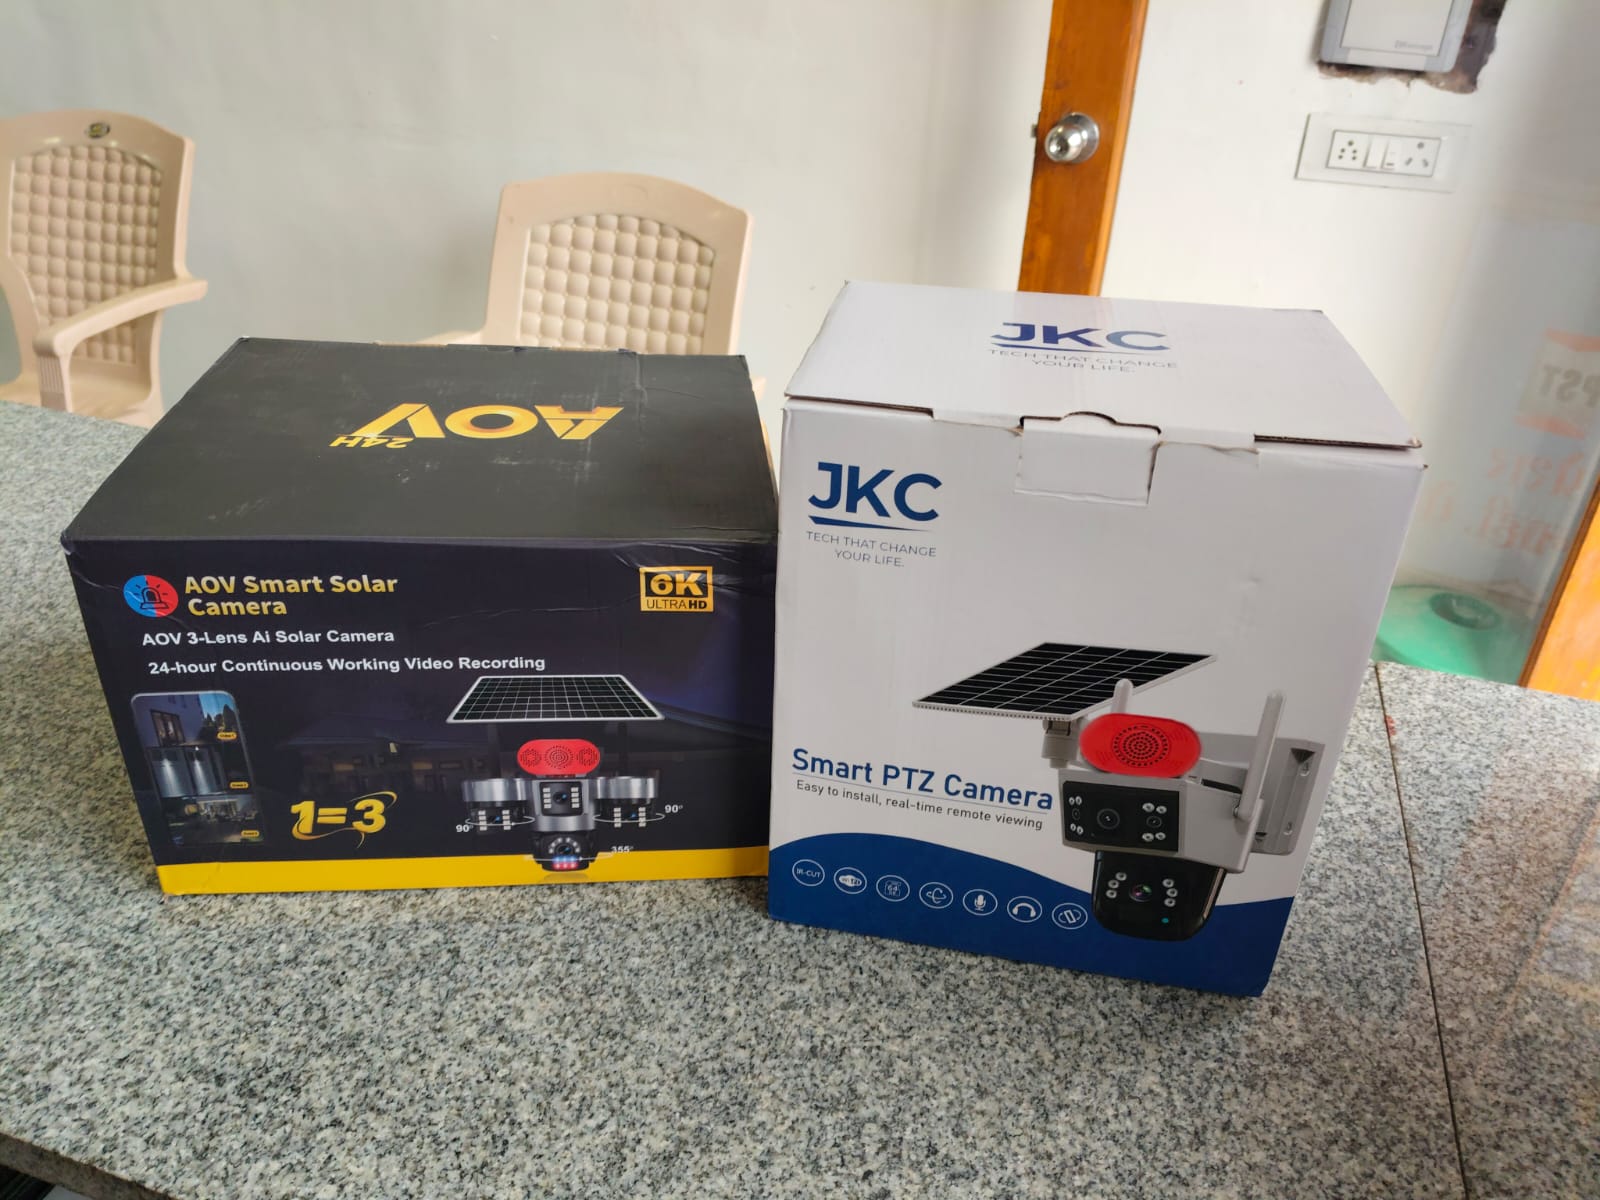 AOV
24H
AOV Smart Solar
Camera
6K
ULTRA HD
AOV 3-Lens Ai Solar Camera
24-hour Continuous Working Video Recording
1=3
90°
90°
355°
JKC
TECH THAT CHANGE
YOUR LIFE.
JKC
TECH THAT CHANGE
YOUR LIFE.
Smart PTZ Camera
Easy to install, real-time remote viewing
IR-CUT